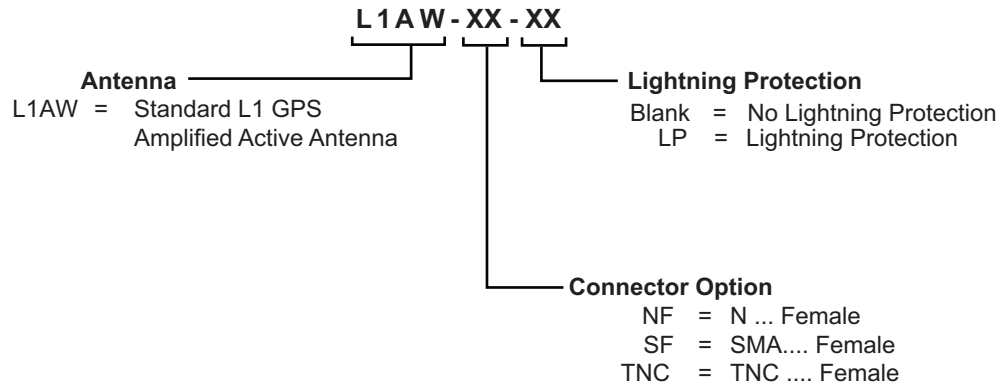 L1AW-XX-XX
Antenna
L1AW = Standard L1 GPS
Amplified Active Antenna
Lightning Protection
Blank = No Lightning Protection
LP = Lightning Protection
Connector Option
NF = N ... Female
SF = SMA.... Female
TNC = TNC .... Female